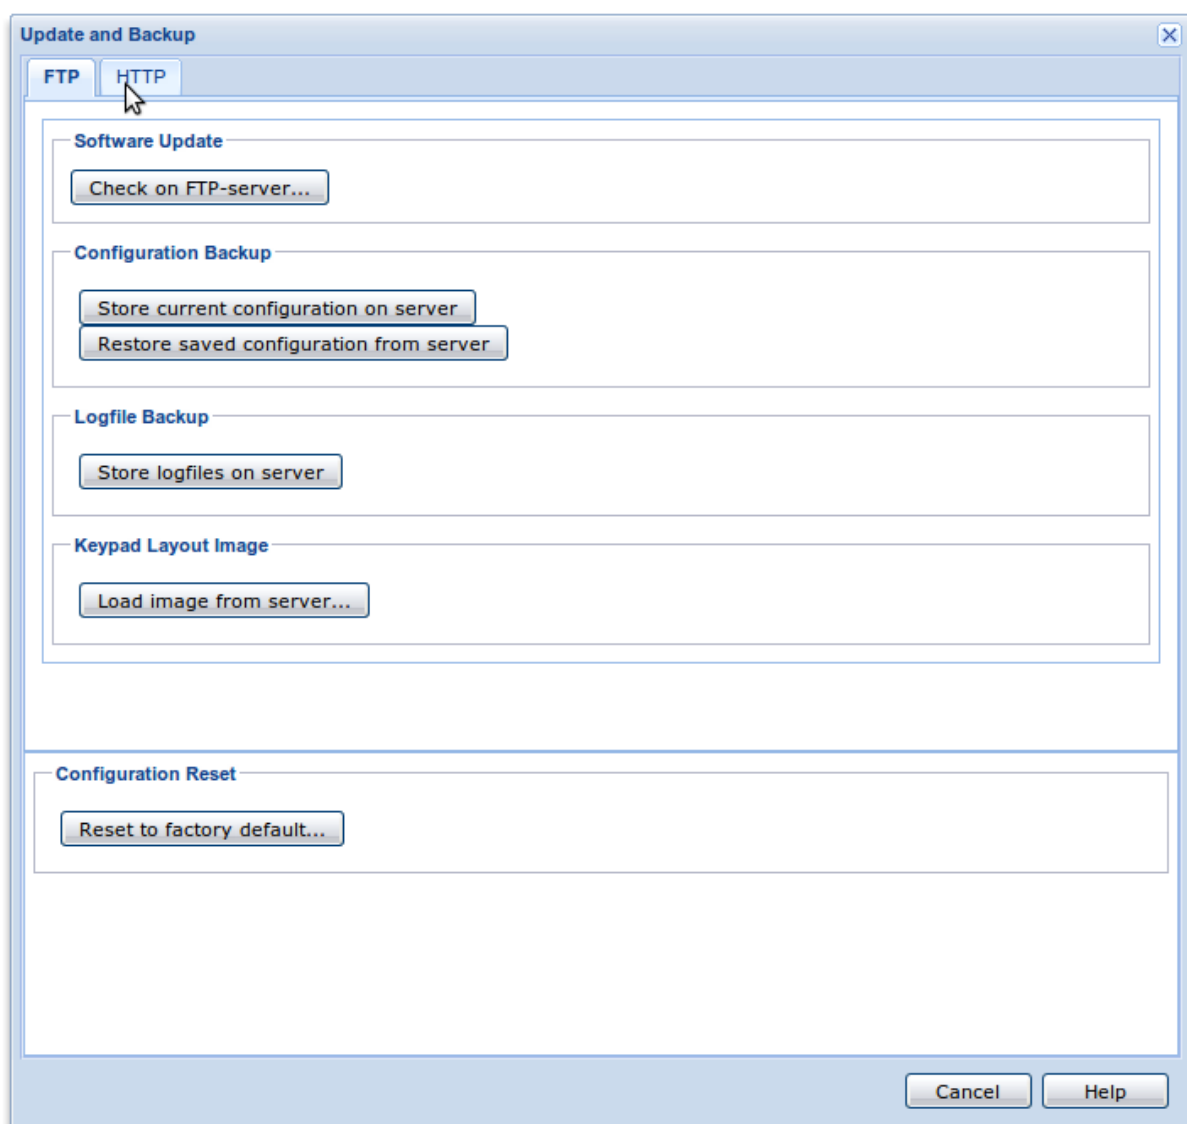 Update and Backup
FTP HTTP
Software Update
Check on FTP-server...
Configuration Backup
Store current configuration on server
Restore saved configuration from server
Logfile Backup
Store logfiles on server
Keypad Layout Image
Load image from server...
Configuration Reset
Reset to factory default...
Cancel Help